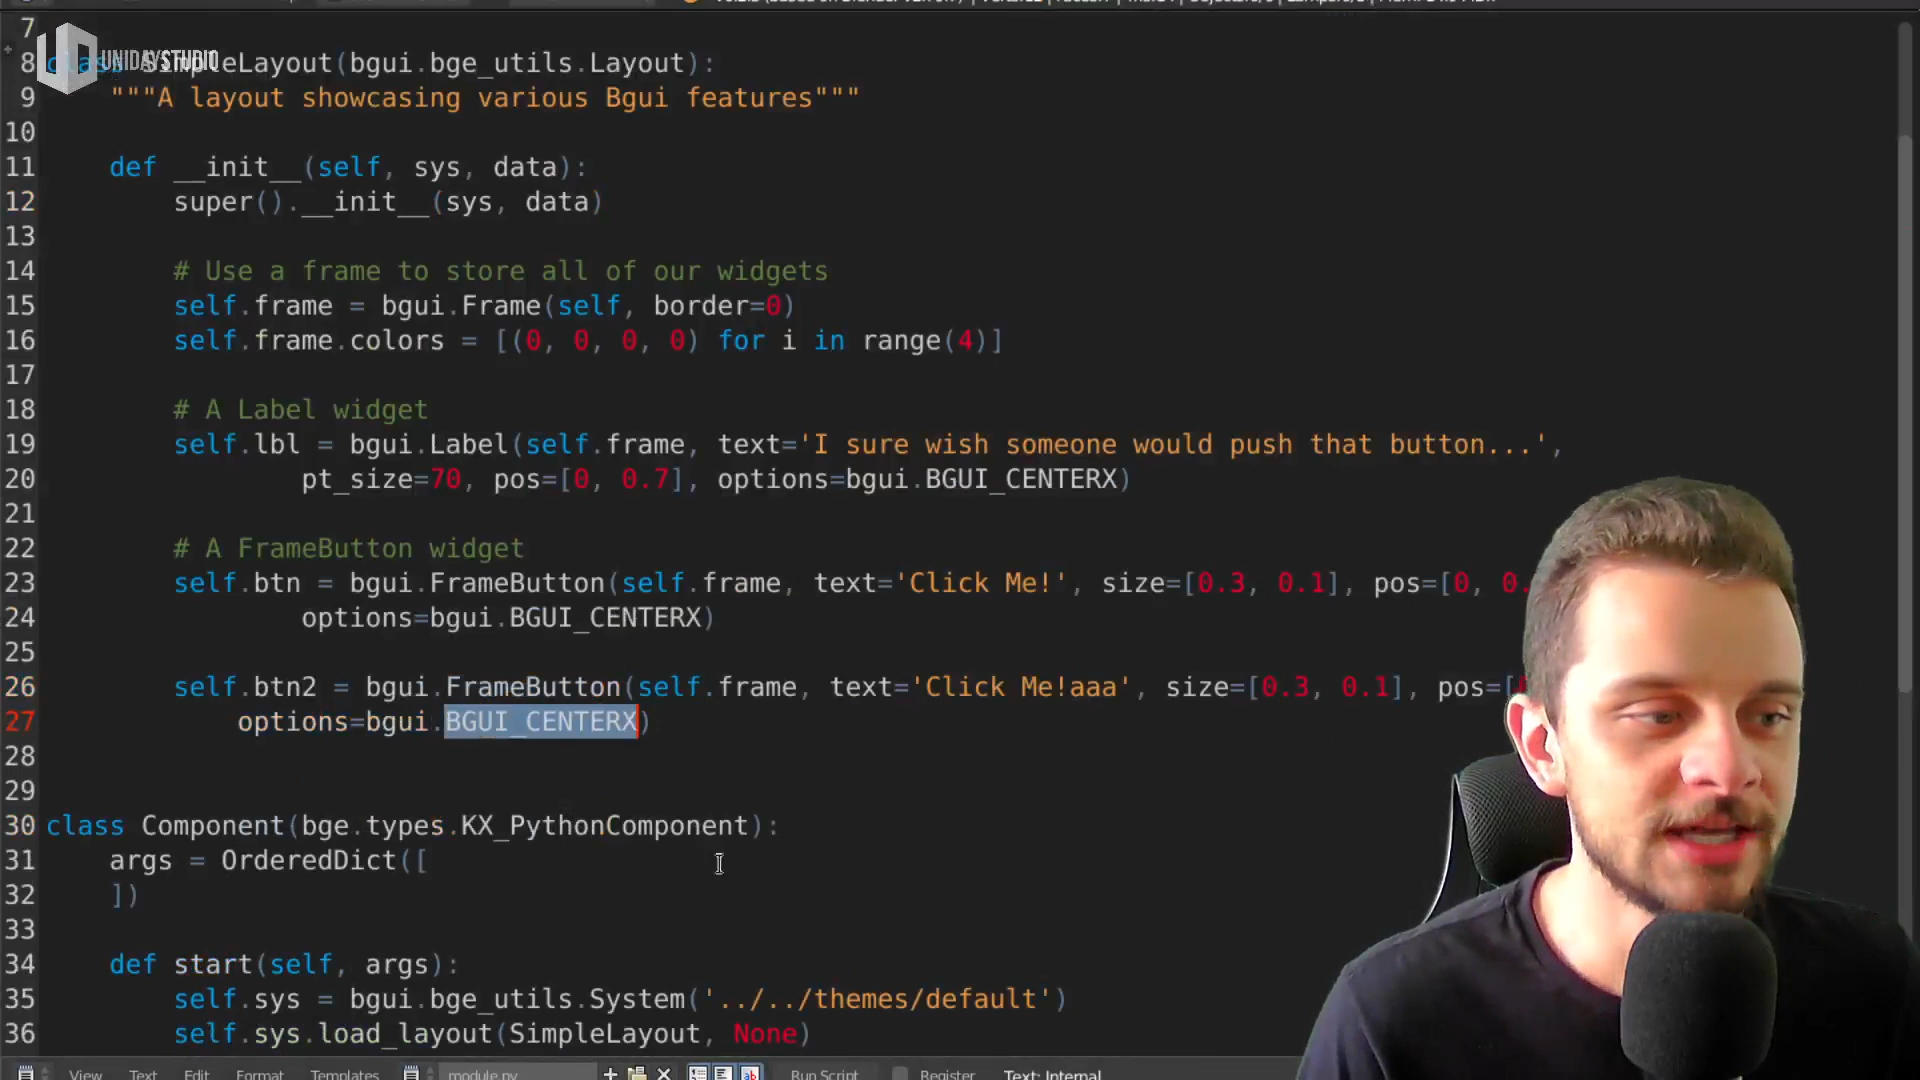 7
UNIDAYSTUDIO
8 class SimpleLayout(bgui.bge_utils.Layout):
9 """A layout showcasing various Bgui features"""
10
11 def __init__(self, sys, data):
12 super().__init__(sys, data)
13
14 # Use a frame to store all of our widgets
15 self.frame = bgui.Frame(self, border=0)
16 self.frame.colors = [(0, 0, 0, 0) for i in range(4)]
17
18 # A Label widget
19 self.lbl = bgui.Label(self.frame, text='I sure wish someone would push that button...',
20 pt_size=70, pos=[0, 0.7], options=bgui.BGUI_CENTERX)
21
22 # A FrameButton widget
23 self.btn = bgui.FrameButton(self.frame, text='Click Me!', size=[0.3, 0.1], pos=[0, 0.
24 options=bgui.BGUI_CENTERX)
25
26 self.btn2 = bgui.FrameButton(self.frame, text='Click Me!aaa', size=[0.3, 0.1], pos=[
27 options=bgui.BGUI_CENTERX)
28
29
30 class Component(bge.types.KX_PythonComponent):
31 args = OrderedDict([
32 ])
33
34 def start(self, args):
35 self.sys = bgui.bge_utils.System('../../themes/default')
36 self.sys.load_layout(SimpleLayout, None)
View Text Edit Format Templates module.py Run Script Register Text: Internal